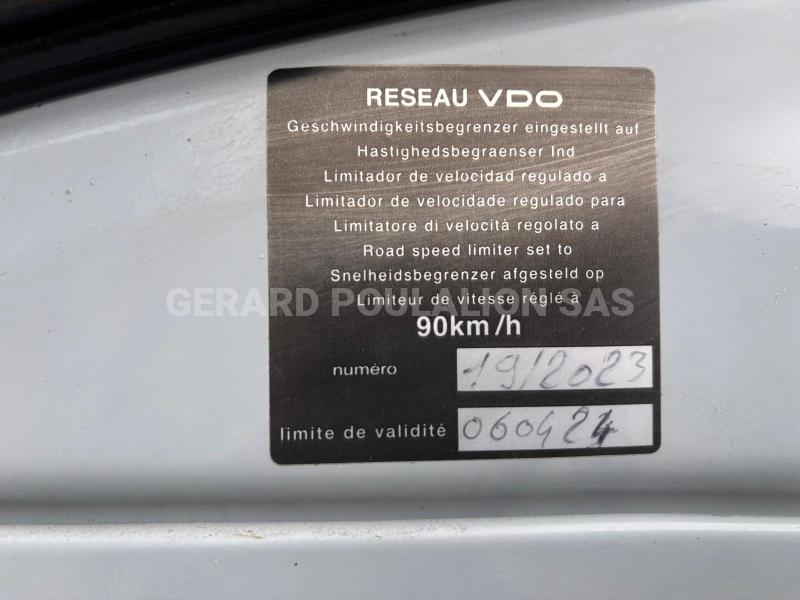 RESEAU VDO
Geschwindigkeitsbegrenzer eingestellt auf
Hastighedsbegraenser Ind
Limitador de velocidad regulado a
Limitador de velocidade regulado para
Limitatore di velocità regolato a
Road speed limiter set to
Snelheidsbegrenzer afgesteld op
Limiteur de vitesse réglé à
GERARD POULALION SAS
90km/h
numéro 19/2023
limite de validité 060424